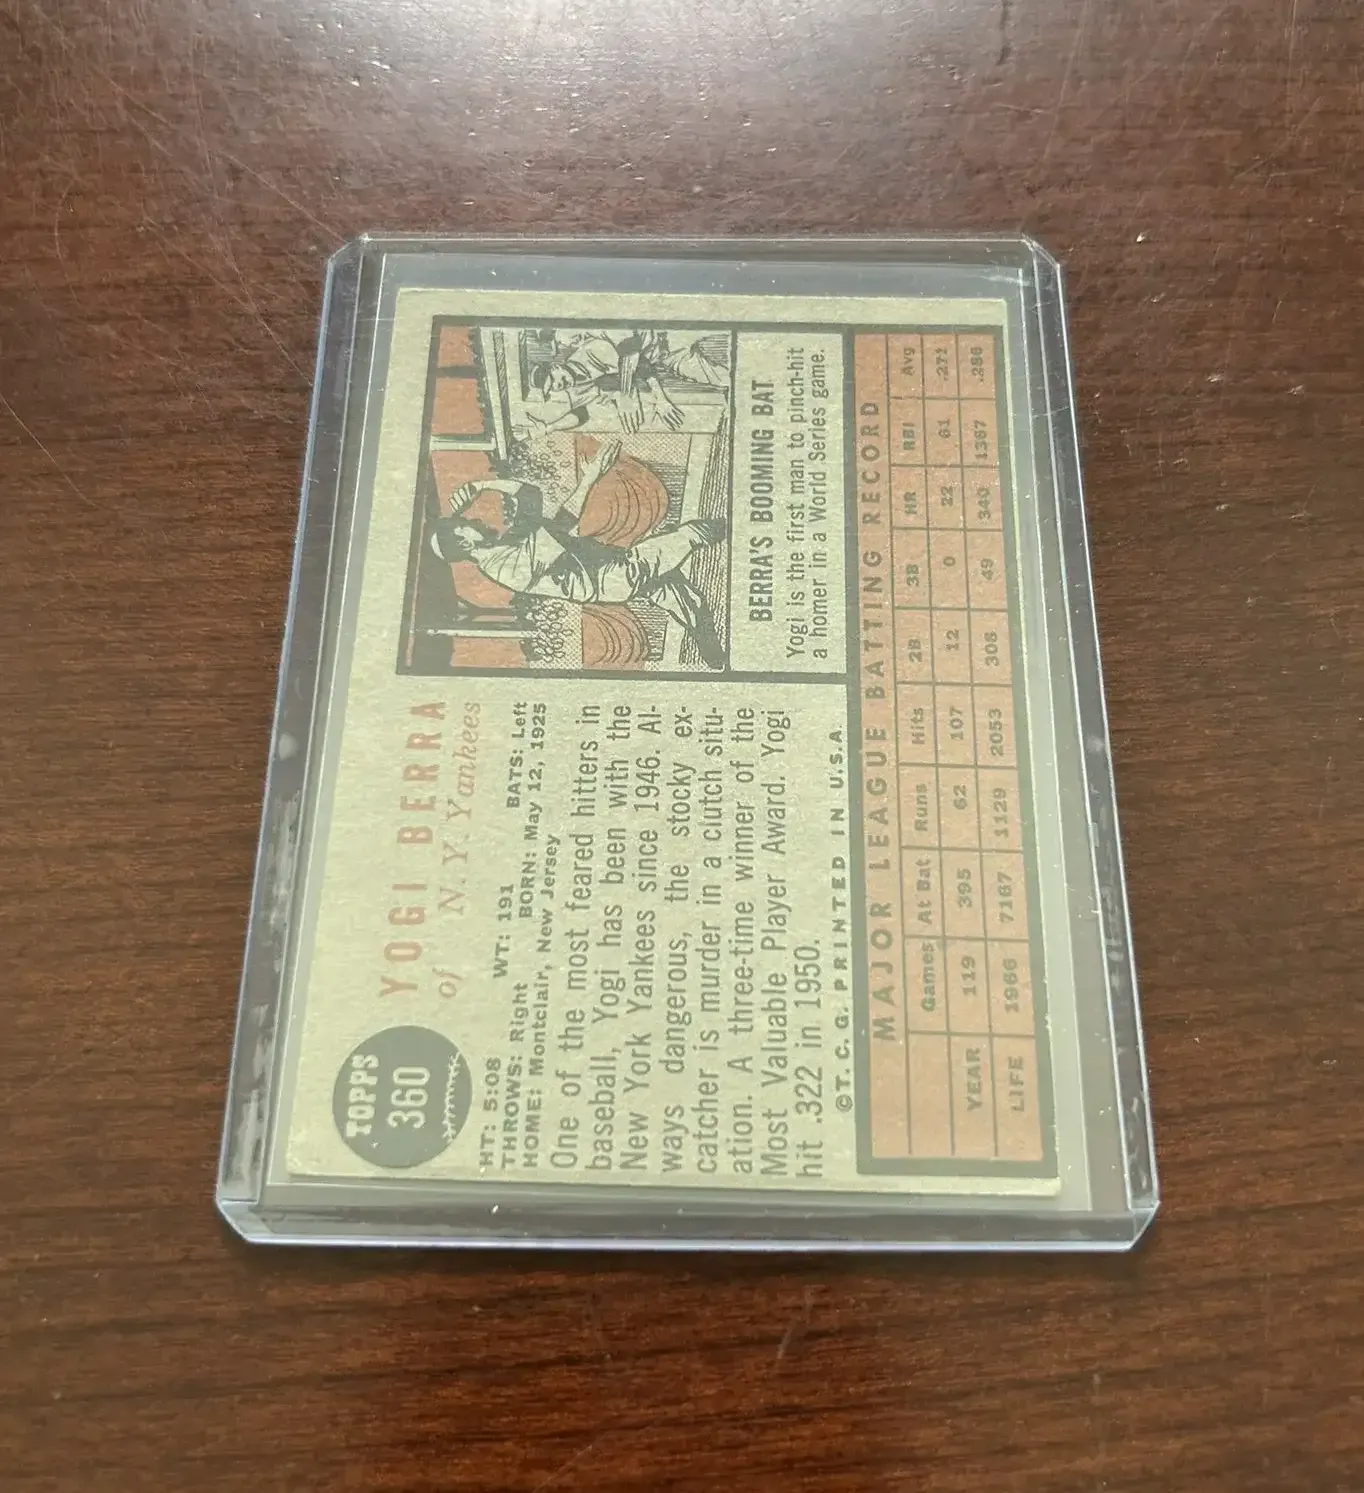 TOPPS
360
YOGI BERRA
of N.Y. Yankees
HT: 5:08 WT: 191 BATS: Left
THROWS: Right BORN: May 12, 1925
HOME: Montclair, New Jersey
One of the most feared hitters in
baseball, Yogi has been with the
New York Yankees since 1946. Al-
ways dangerous, the stocky ex-
catcher is murder in a clutch situ-
ation. A three-time winner of the
Most Valuable Player Award. Yogi
hit .322 in 1950.
©T.C.G. PRINTED IN U.S.A.
BERRA'S BOOMING BAT
Yogi is the first man to pinch-hit
a homer in a World Series game.
MAJOR LEAGUE BATTING RECORD
Games At Bat Runs Hits 2B 3B HR RBI Avg
YEAR 119 395 62 107 12 0 22 61 .271
LIFE 1966 7167 1129 2053 308 49 340 1367 .286